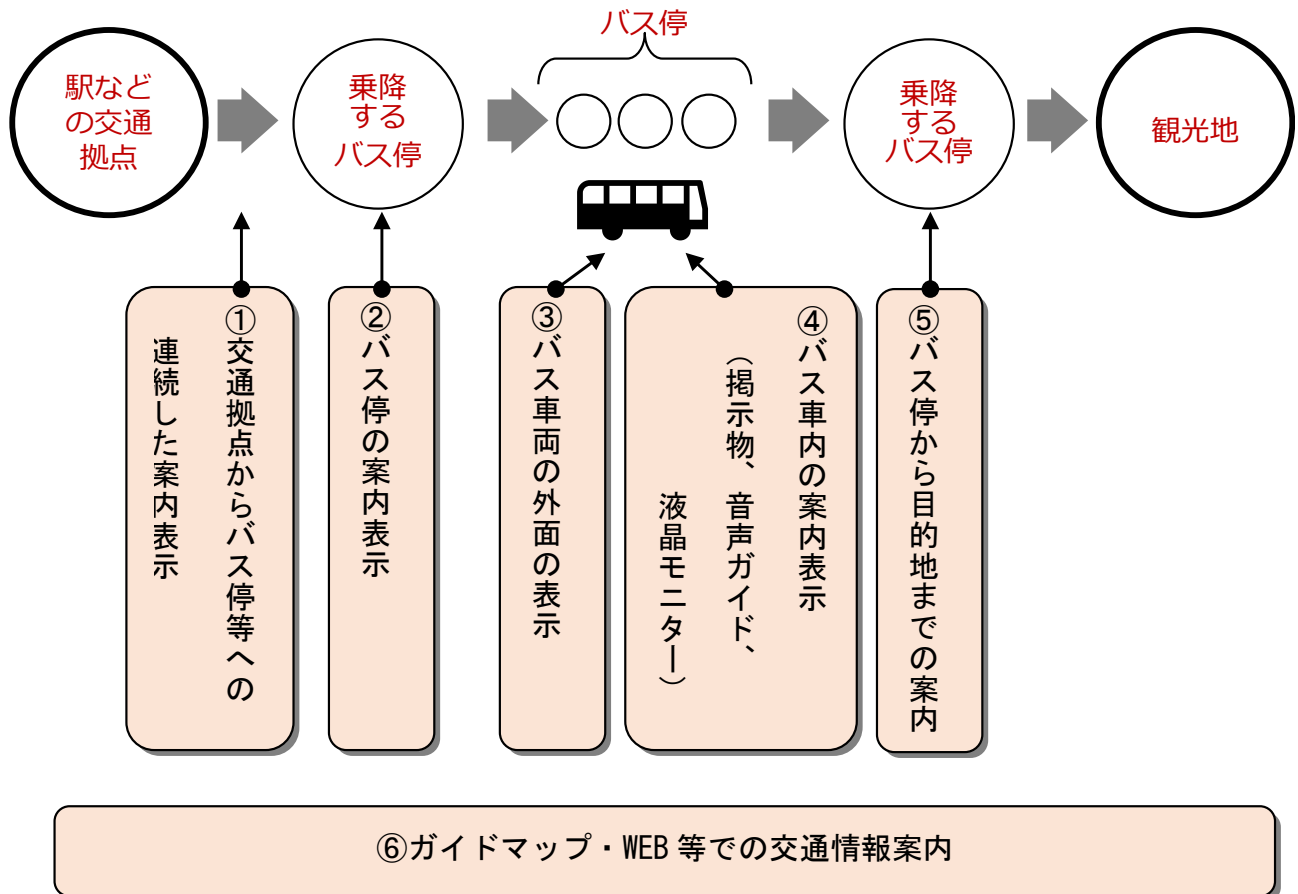 バス停
駅など
の交通
拠点
乗降
する
バス停
乗降
する
バス停
観光地
①交通拠点からバス停等への
連続した案内表示
②バス停の案内表示
③バス車両の外面の表示
④バス車内の案内表示
（掲示物、音声ガイド、
液晶モニター）
⑤バス停から目的地までの案内
⑥ガイドマップ・WEB等での交通情報案内